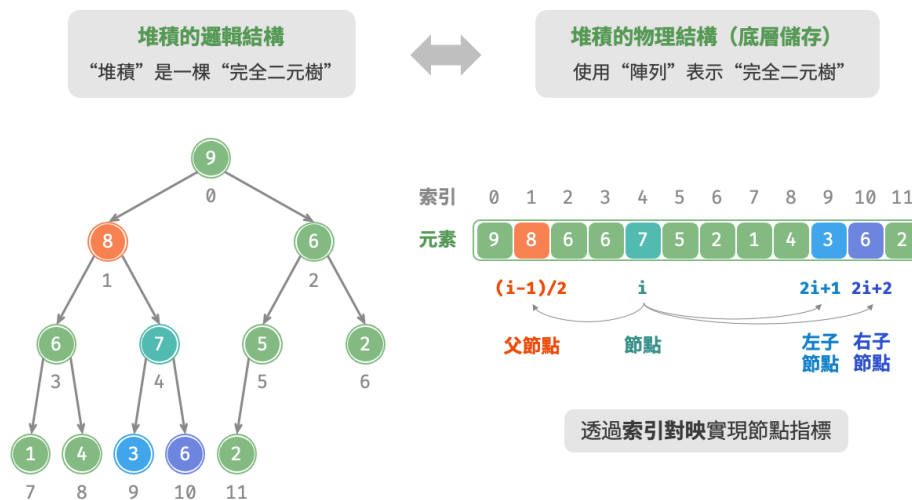 堆積的邏輯結構
“堆積”是一棵“完全二元樹”
堆積的物理結構（底層儲存）
使用“陣列”表示“完全二元樹”
9
0
8
6
1
2
6
7
5
2
3
4
5
6
1
4
3
6
2
7
8
9
10
11
索引 0 1 2 3 4 5 6 7 8 9 10 11
元素 9 8 6 6 7 5 2 1 4 3 6 2
(i-1)/2 i 2i+1 2i+2
父節點 節點 左子節點 右子節點
透過索引對映實現節點指標